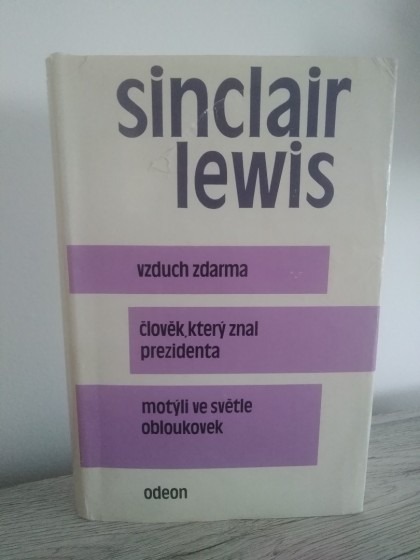 sinclair
lewis
vzduch zdarma
člověk, který znal
prezidenta
motýli ve světle
obloukovek
odeon